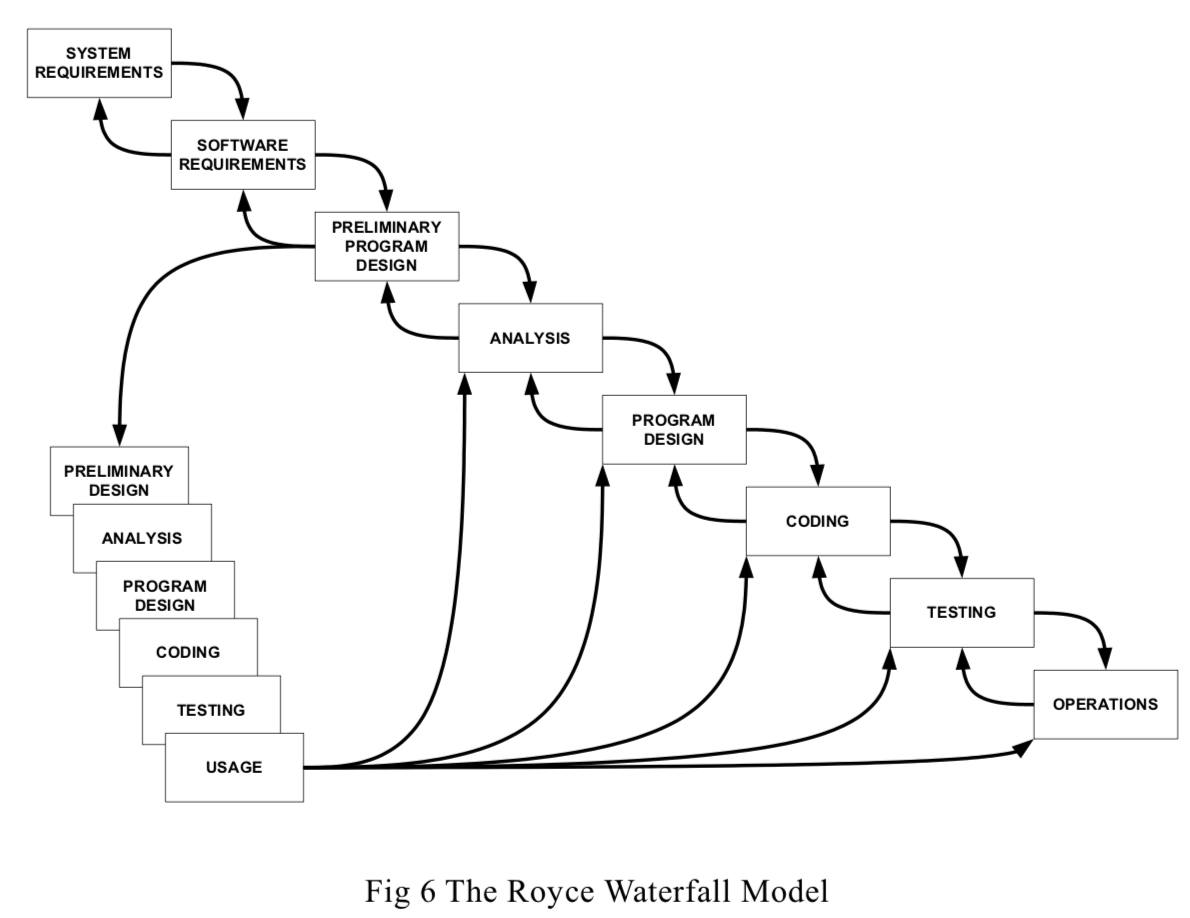 SYSTEM
REQUIREMENTS
SOFTWARE
REQUIREMENTS
PRELIMINARY
PROGRAM
DESIGN
ANALYSIS
PROGRAM
DESIGN
CODING
TESTING
OPERATIONS
PRELIMINARY
DESIGN
ANALYSIS
PROGRAM
DESIGN
CODING
TESTING
USAGE
Fig 6 The Royce Waterfall Model